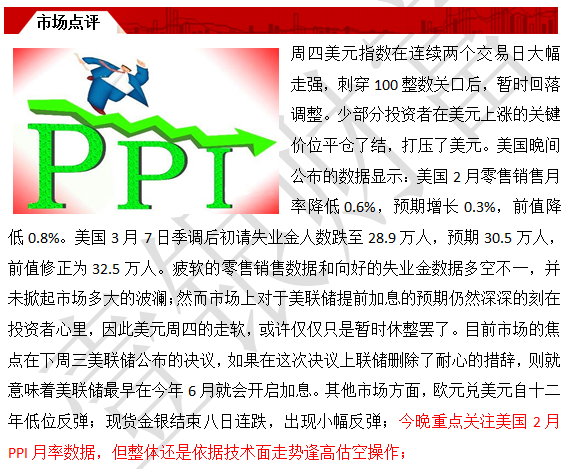 市场点评
PPI
周四美元指数在连续两个交易日大幅
走强，刺穿 100 整数关口后，暂时回落
调整。少部分投资者在美元上涨的关键
价位平仓了结，打压了美元。美国晚间
公布的数据显示：美国 2 月零售销售月
率降低 0.6%，预期增长 0.3%，前值降
低 0.8%。美国 3 月 7 日季调后初请失业金人数跌至 28.9 万人，预期 30.5 万人，
前值修正为 32.5 万人。疲软的零售销售数据和向好的失业金数据多空不一，并
未掀起市场多大的波澜；然而市场上对于美联储提前加息的预期仍然深深的刻在
投资者心里，因此美元周四的走软，或许仅仅只是暂时休整罢了。目前市场的焦
点在下周三美联储公布的决议，如果在这次决议上联储删除了耐心的措辞，则就
意味着美联储最早在今年 6 月就会开启加息。其他市场方面，欧元兑美元自十二
年低位反弹；现货金银结束八日连跌，出现小幅反弹；今晚重点关注美国 2 月
PPI 月率数据，但整体还是依据技术面走势逢高估空操作；